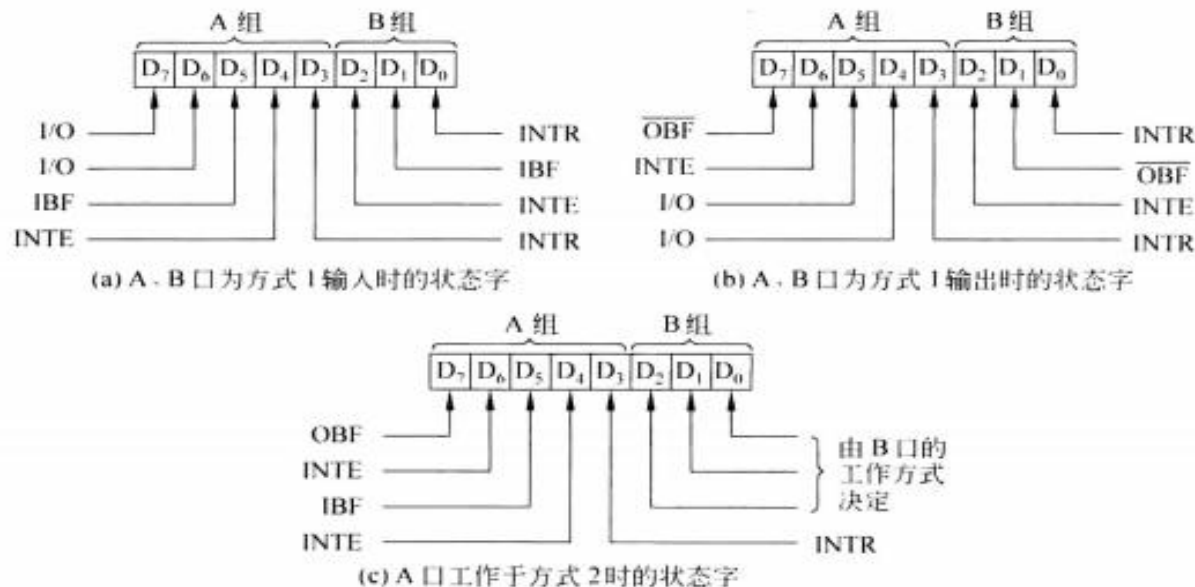 A 组 B 组
D7 D6 D5 D4 D3 D2 D1 D0
I/O
I/O
IBF
INTE
INTR
IBF
INTE
INTR
(a) A、B 口为方式 1 输入时的状态字
A 组 B 组
D7 D6 D5 D4 D3 D2 D1 D0
O̅B̅F̅
INTE
I/O
I/O
INTR
O̅B̅F̅
INTE
INTR
(b) A、B 口为方式 1 输出时的状态字
A 组 B 组
D7 D6 D5 D4 D3 D2 D1 D0
OBF
INTE
IBF
INTE
由 B 口的
工作方式
决定
INTR
(c) A 口工作于方式 2 时的状态字